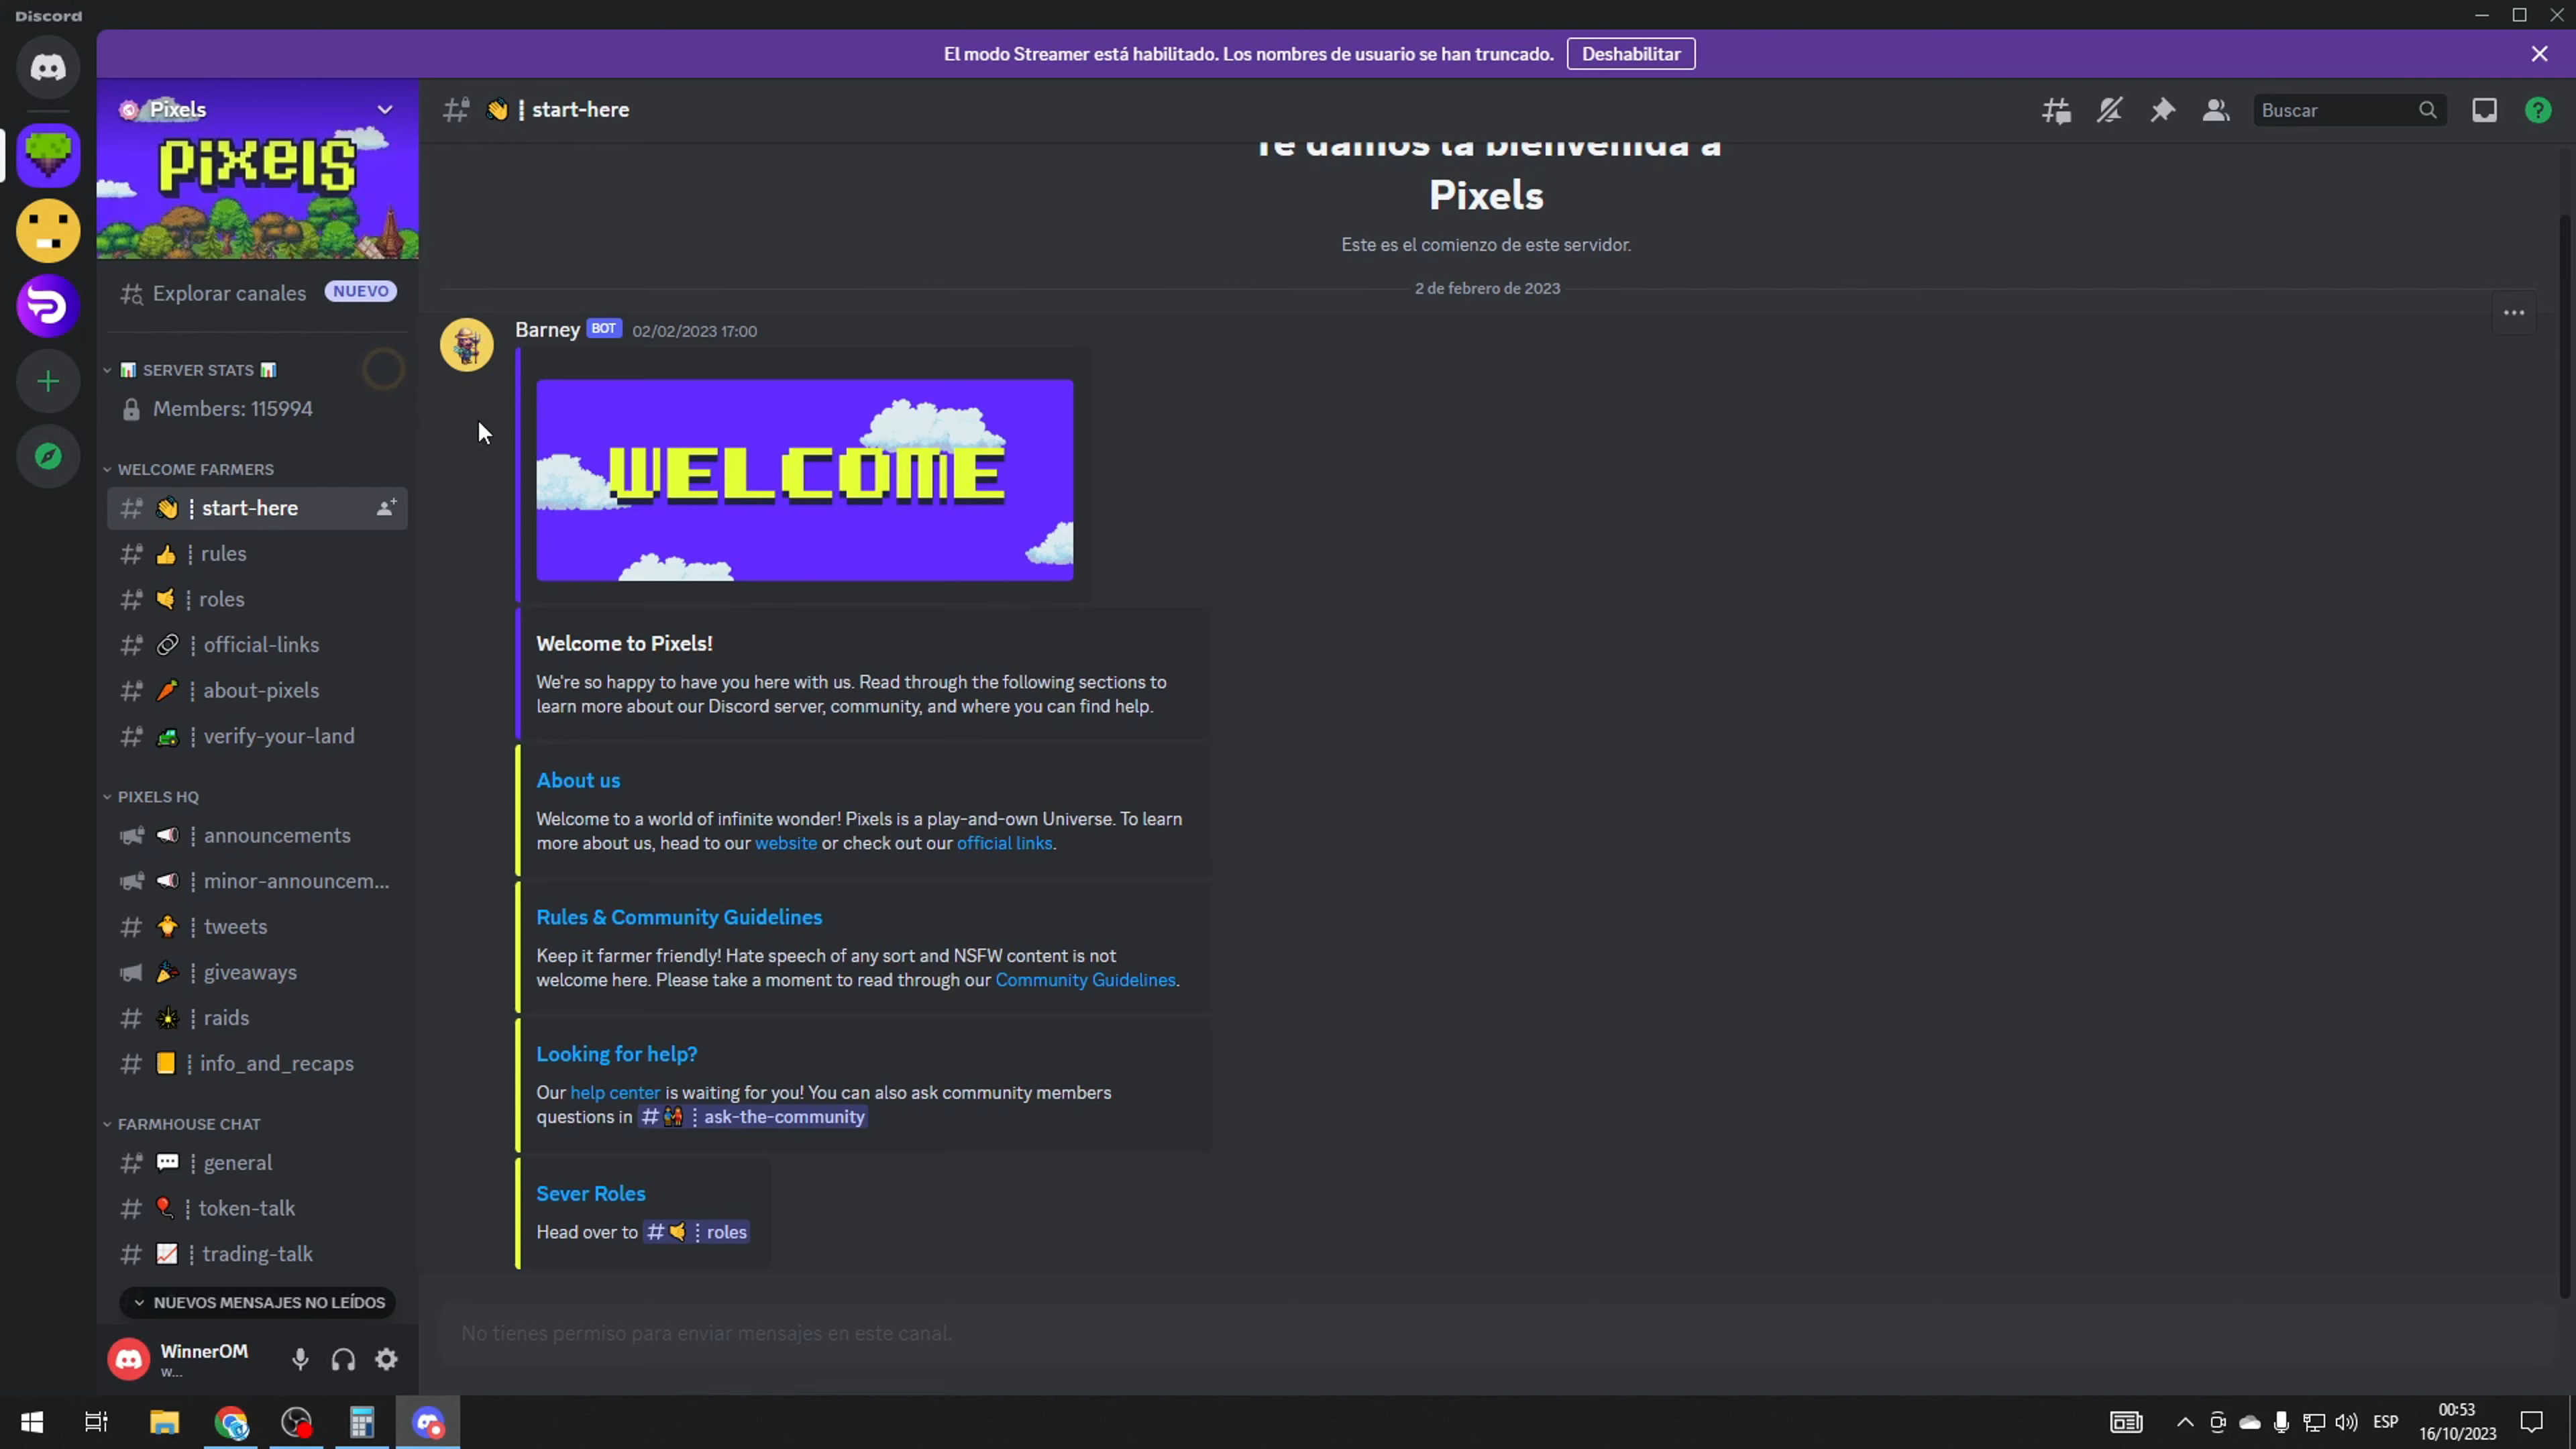 Discord
El modo Streamer está habilitado. Los nombres de usuario se han truncado. Deshabilitar
Pixels
pixels
start-here
Buscar
Explorar canales NUEVO
SERVER STATS
Members: 115994
WELCOME FARMERS
start-here
rules
roles
official-links
about-pixels
verify-your-land
PIXELS HQ
announcements
minor-announcem...
tweets
giveaways
raids
info_and_recaps
FARMHOUSE CHAT
general
token-talk
trading-talk
NUEVOS MENSAJES NO LEÍDOS
WinnerOM
w...
Te damos la bienvenida a
Pixels
Este es el comienzo de este servidor.
2 de febrero de 2023
Barney BOT 02/02/2023 17:00
WELCOME
Welcome to Pixels!
We're so happy to have you here with us. Read through the following sections to
learn more about our Discord server, community, and where you can find help.
About us
Welcome to a world of infinite wonder! Pixels is a play-and-own Universe. To learn
more about us, head to our website or check out our official links.
Rules & Community Guidelines
Keep it farmer friendly! Hate speech of any sort and NSFW content is not
welcome here. Please take a moment to read through our Community Guidelines.
Looking for help?
Our help center is waiting for you! You can also ask community members
questions in # ask-the-community
Sever Roles
Head over to # roles
No tienes permiso para enviar mensajes en este canal.
ESP
00:53
16/10/2023